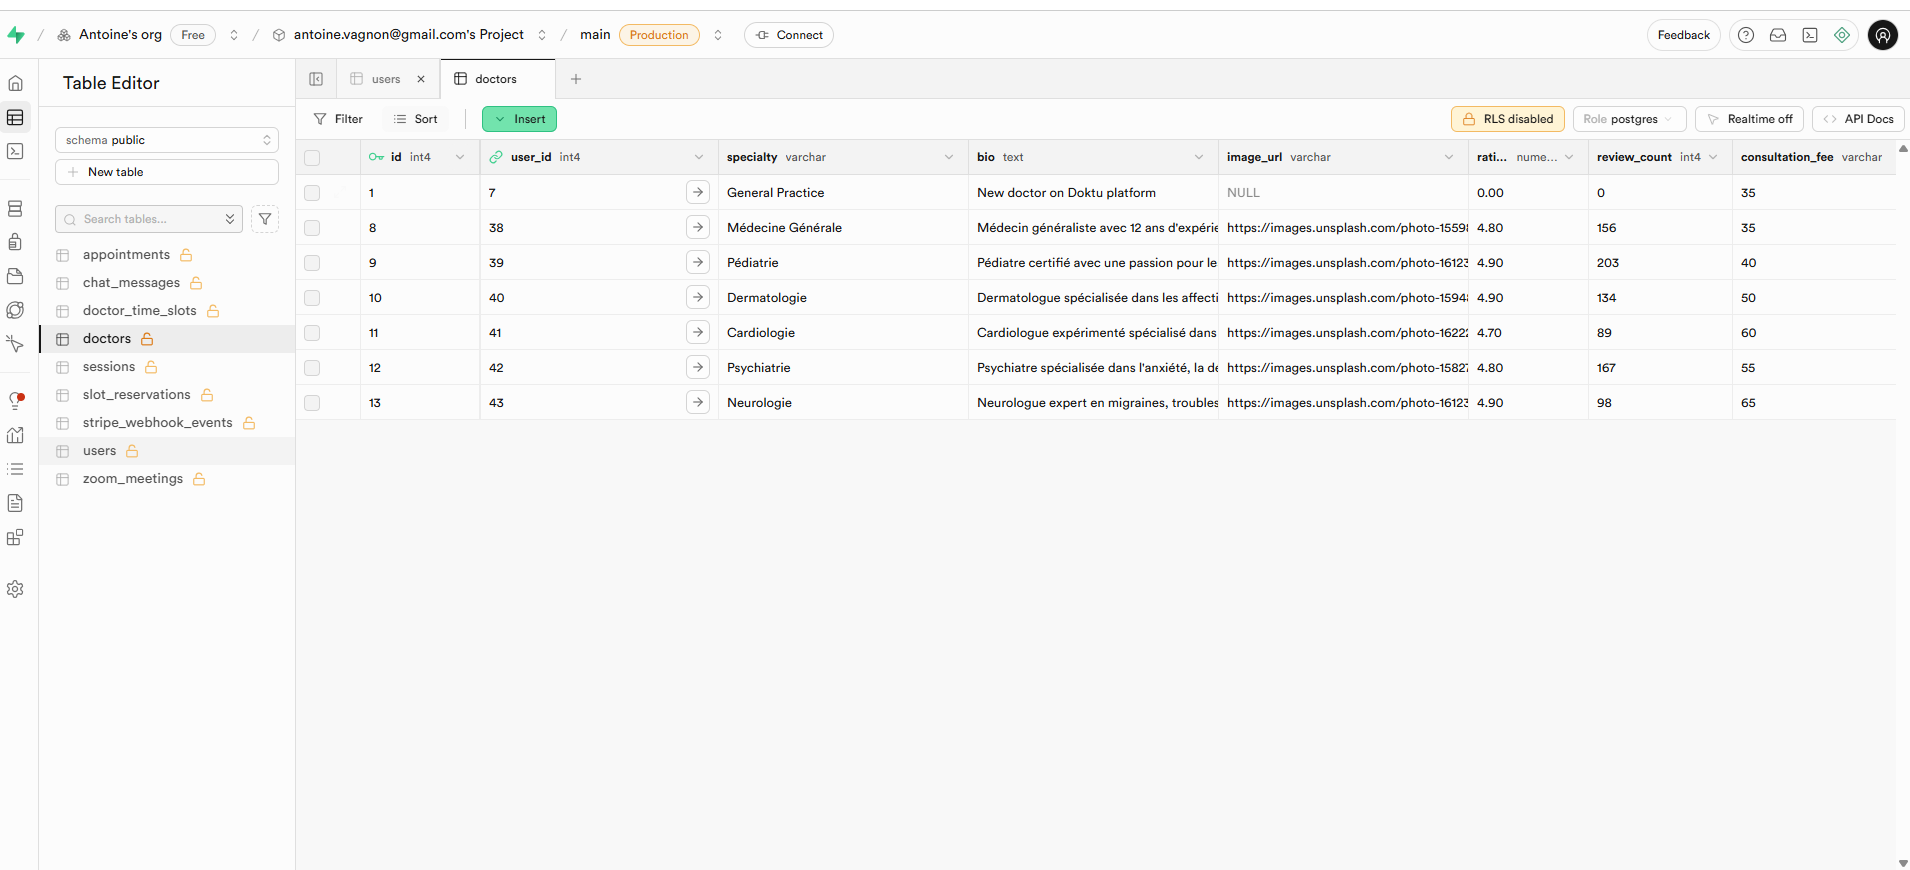 / Antoine's org Free / antoine.vagnon@gmail.com's Project / main Production Connect Feedback
Table Editor
users
doctors
Filter Sort Insert RLS disabled Role postgres Realtime off API Docs
schema public
New table
Search tables...
appointments
chat_messages
doctor_time_slots
doctors
sessions
slot_reservations
stripe_webhook_events
users
zoom_meetings
id int4 user_id int4 specialty varchar bio text image_url varchar rati... nume... review_count int4 consultation_fee varchar
1 7 General Practice New doctor on Doktu platform NULL 0.00 0 35
8 38 Médecine Générale Médecin généraliste avec 12 ans d'expérie https://images.unsplash.com/photo-1559 4.80 156 35
9 39 Pédiatrie Pédiatre certifié avec une passion pour le https://images.unsplash.com/photo-16123 4.90 203 40
10 40 Dermatologie Dermatologue spécialisée dans les affecti https://images.unsplash.com/photo-1594 4.90 134 50
11 41 Cardiologie Cardiologue expérimenté spécialisé dans https://images.unsplash.com/photo-1622 4.70 89 60
12 42 Psychiatrie Psychiatre spécialisée dans l'anxiété, la dé https://images.unsplash.com/photo-15827 4.80 167 55
13 43 Neurologie Neurologue expert en migraines, troubles https://images.unsplash.com/photo-16123 4.90 98 65